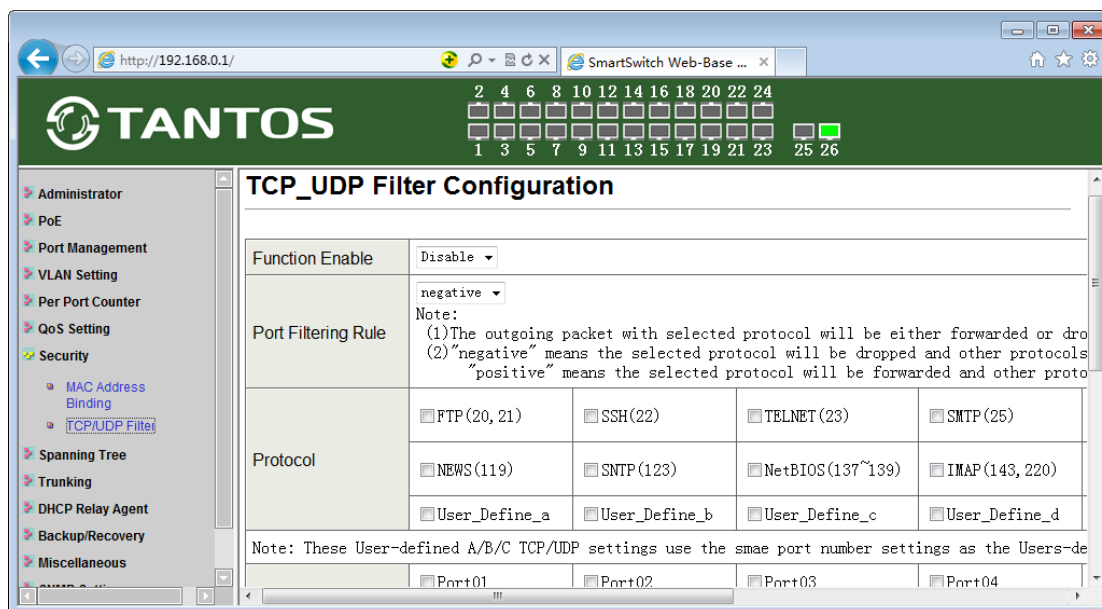 http://192.168.0.1/
SmartSwitch Web-Base ...
TANTOS
2 4 6 8 10 12 14 16 18 20 22 24
1 3 5 7 9 11 13 15 17 19 21 23 25 26
Administrator
PoE
Port Management
VLAN Setting
Per Port Counter
QoS Setting
Security
MAC Address
Binding
TCP/UDP Filter
Spanning Tree
Trunking
DHCP Relay Agent
Backup/Recovery
Miscellaneous
TCP_UDP Filter Configuration
Function Enable
Disable
Port Filtering Rule
negative
Note:
(1)The outgoing packet with selected protocol will be either forwarded or dro
(2)"negative" means the selected protocol will be dropped and other protocols
"positive" means the selected protocol will be forwarded and other proto
Protocol
FTP(20,21) SSH(22) TELNET(23) SMTP(25)
NEWS(119) SNTP(123) NetBIOS(137~139) IMAP(143,220)
User_Define_a User_Define_b User_Define_c User_Define_d
Note: These User-defined A/B/C TCP/UDP settings use the smae port number settings as the Users-de
Port01 Port02 Port03 Port04